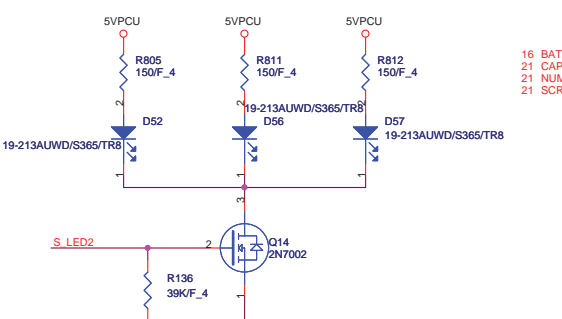 5VPCU
5VPCU
5VPCU
R805
150/F_4
R811
150/F_4
R812
150/F_4
16 BAT
21 CAP
21 NUM
21 SCR
2
2
2
19-213AUWD/S365/TR8
D52
D56
D57
19-213AUWD/S365/TR8
19-213AUWD/S365/TR8
1
1
1
3
S_LED2
2
Q14
2N7002
R136
39K/F_4
1